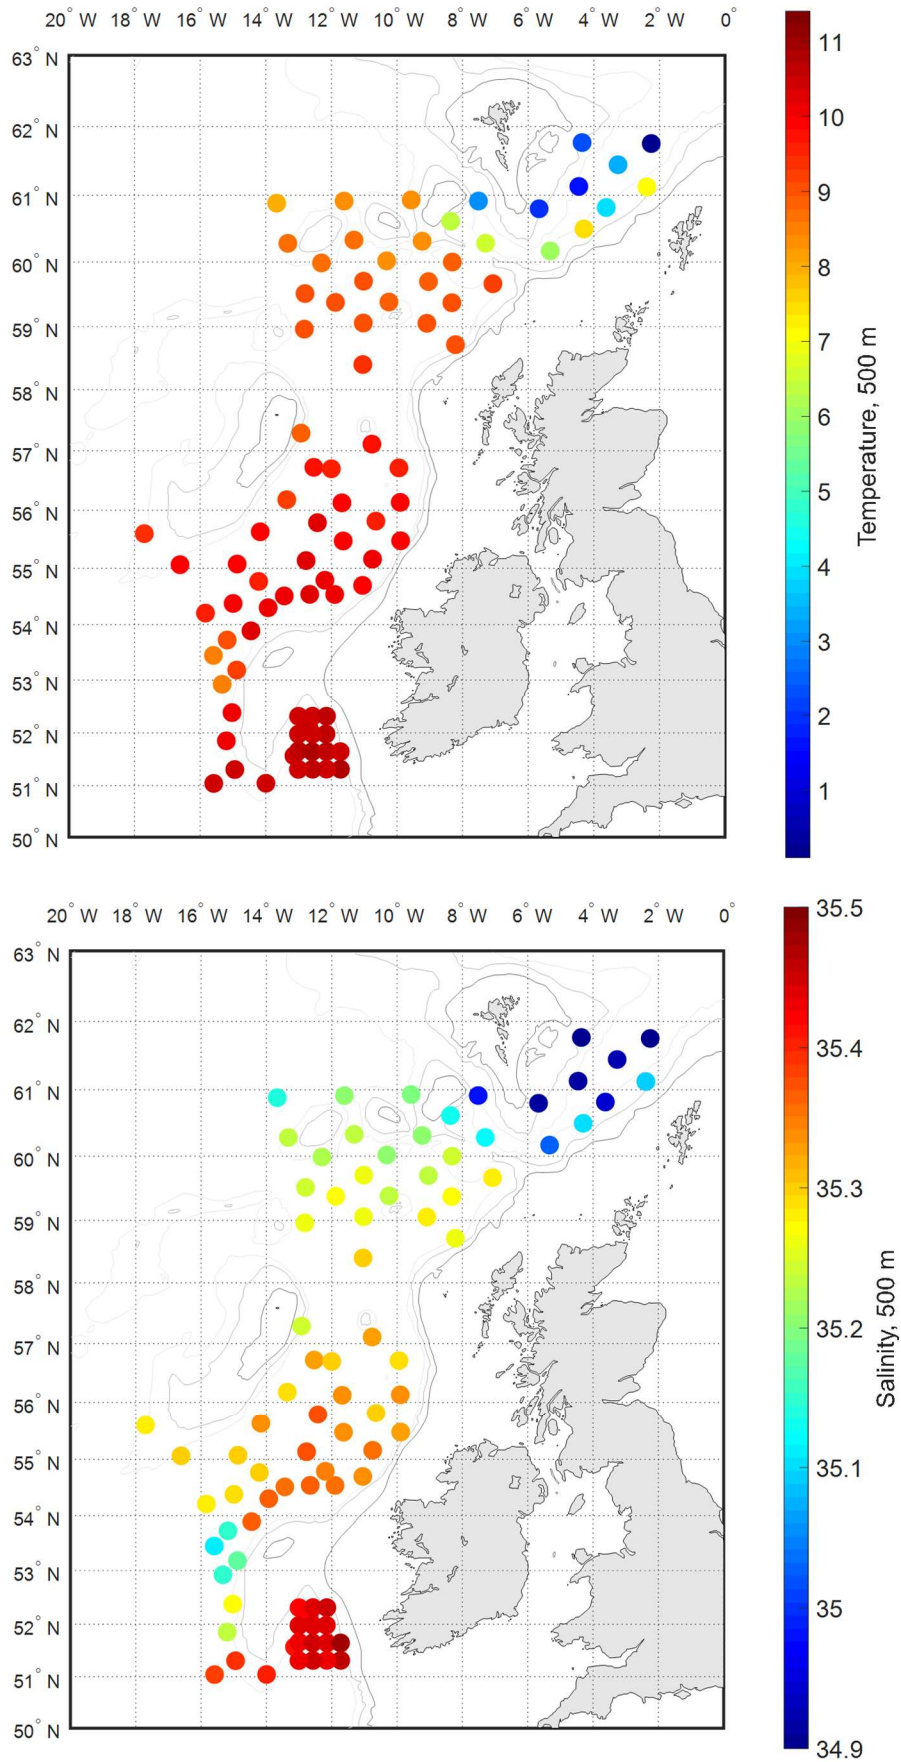 20° W 18° W 16° W 14° W 12° W 10° W 8° W 6° W 4° W 2° W 0°
63° N
62° N
61° N
60° N
59° N
58° N
57° N
56° N
55° N
54° N
53° N
52° N
51° N
50° N
11
10
9
8
7
6
5
4
3
2
1
Temperature, 500 m
20° W 18° W 16° W 14° W 12° W 10° W 8° W 6° W 4° W 2° W 0°
63° N
62° N
61° N
60° N
59° N
58° N
57° N
56° N
55° N
54° N
53° N
52° N
51° N
50° N
35.5
35.4
35.3
35.2
35.1
35
34.9
Salinity, 500 m